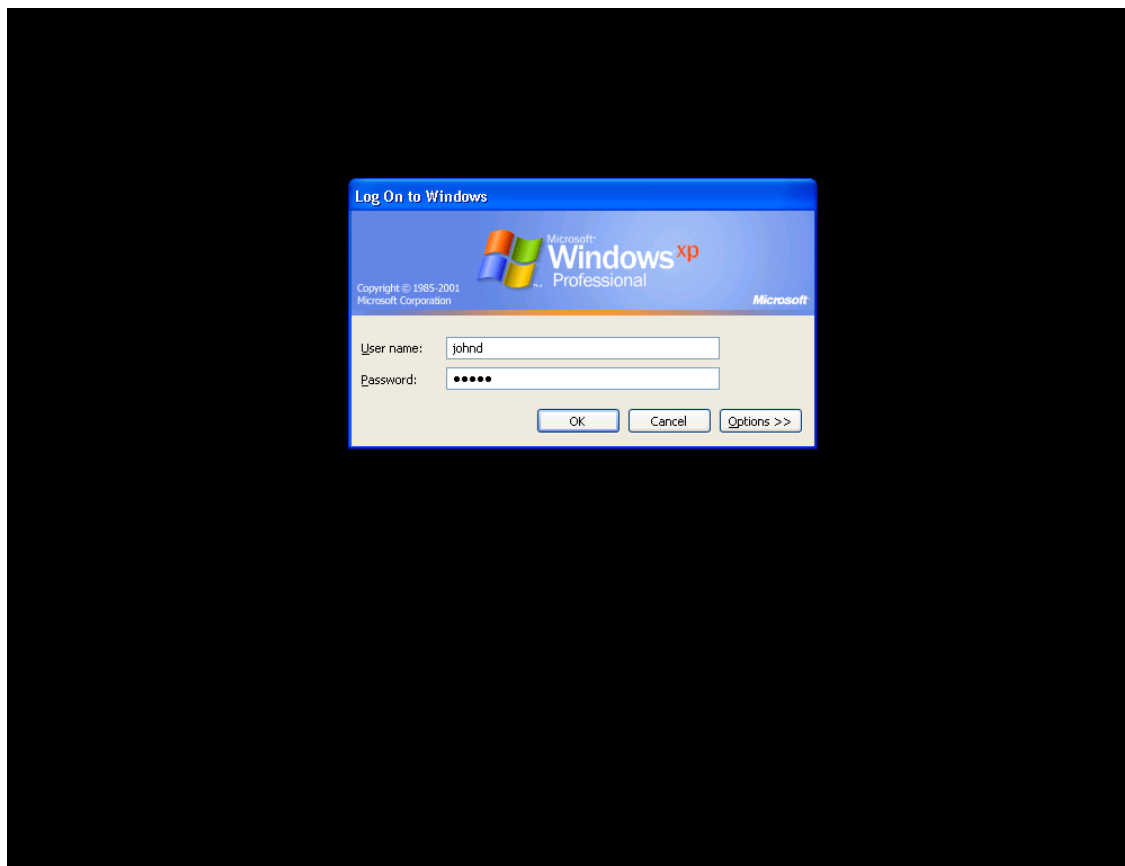 Log On to Windows
Microsoft
Windows xp
Professional
TM
Copyright © 1985-2001
Microsoft Corporation
Microsoft
User name: johnd
Password: •••••
OK Cancel Options >>